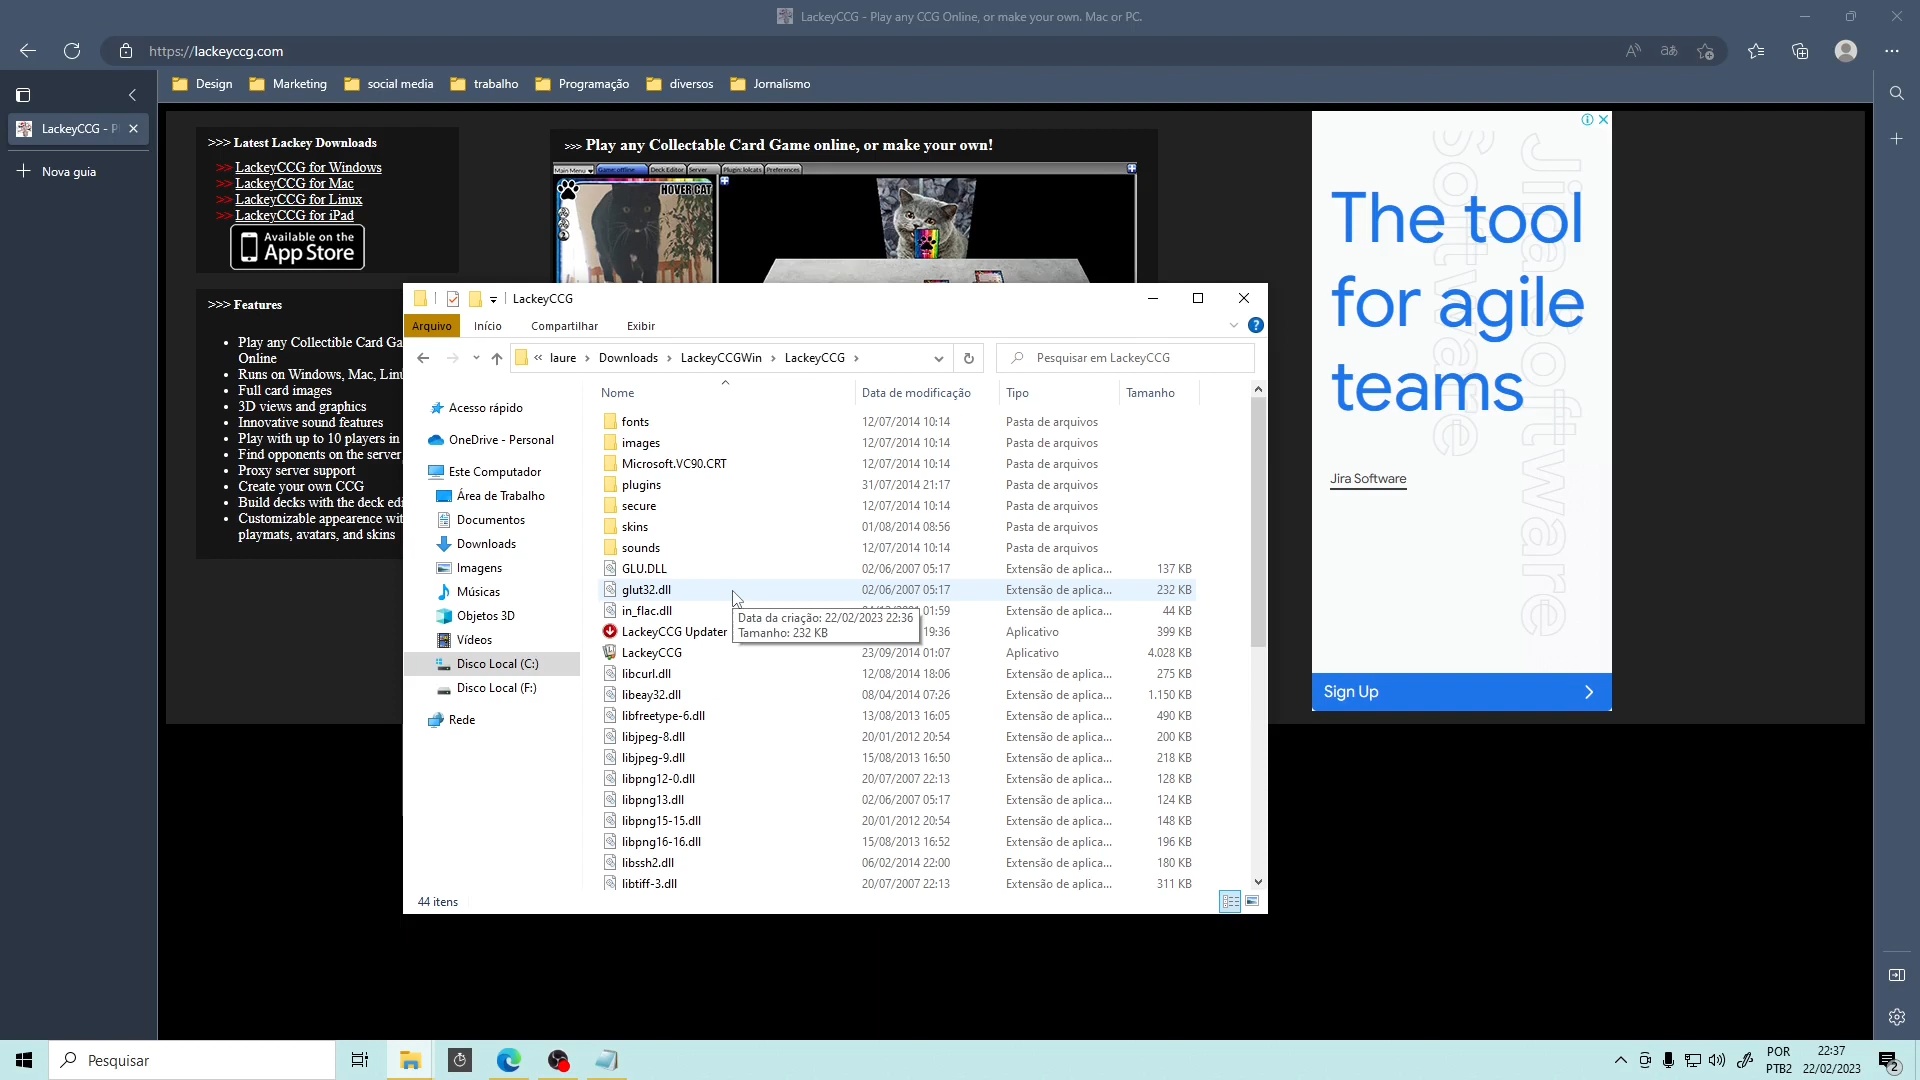 LackeyCCG - Play any CCG Online, or make your own. Mac or PC.
https://lackeyccg.com
Design
Marketing
social media
trabalho
Programação
diversos
Jornalismo
LackeyCCG - P
Nova guia
>>> Latest Lackey Downloads
>> LackeyCCG for Windows
>> LackeyCCG for Mac
>> LackeyCCG for Linux
>> LackeyCCG for iPad
Available on the
App Store
>>> Features
• Play any Collectible Card Ga
Online
• Runs on Windows, Mac, Linu
• Full card images
• 3D views and graphics
• Innovative sound features
• Play with up to 10 players in
• Find opponents on the server
• Proxy server support
• Create your own CCG
• Build decks with the deck edi
• Customizable appearence wit
playmats, avatars, and skins
>>> Play any Collectable Card Game online, or make your own!
Main Menu
Game: offline
Deck Editor
Server
Plugin: lolcats
Preferences
HOVER CAT
The tool
for agile
teams
Jira Software
Jira Software
Sign Up
LackeyCCG
Arquivo
Início
Compartilhar
Exibir
« laure > Downloads > LackeyCCGWin > LackeyCCG >
Pesquisar em LackeyCCG
Acesso rápido
OneDrive - Personal
Este Computador
Área de Trabalho
Documentos
Downloads
Imagens
Músicas
Objetos 3D
Vídeos
Disco Local (C:)
Disco Local (F:)
Rede
Nome Data de modificação Tipo Tamanho
fonts 12/07/2014 10:14 Pasta de arquivos
images 12/07/2014 10:14 Pasta de arquivos
Microsoft.VC90.CRT 12/07/2014 10:14 Pasta de arquivos
plugins 31/07/2014 21:17 Pasta de arquivos
secure 12/07/2014 10:14 Pasta de arquivos
skins 01/08/2014 08:56 Pasta de arquivos
sounds 12/07/2014 10:14 Pasta de arquivos
GLU.DLL 02/06/2007 05:17 Extensão de aplica... 137 KB
glut32.dll 02/06/2007 05:17 Extensão de aplica... 232 KB
in_flac.dll 01:59 Extensão de aplica... 44 KB
LackeyCCG Updater 19:36 Aplicativo 399 KB
Data da criação: 22/02/2023 22:36
Tamanho: 232 KB
LackeyCCG 23/09/2014 01:07 Aplicativo 4.028 KB
libcurl.dll 12/08/2014 18:06 Extensão de aplica... 275 KB
libeay32.dll 08/04/2014 07:26 Extensão de aplica... 1.150 KB
libfreetype-6.dll 13/08/2013 16:05 Extensão de aplica... 490 KB
libjpeg-8.dll 20/01/2012 20:54 Extensão de aplica... 200 KB
libjpeg-9.dll 15/08/2013 16:50 Extensão de aplica... 218 KB
libpng12-0.dll 20/07/2007 22:13 Extensão de aplica... 128 KB
libpng13.dll 02/06/2007 05:17 Extensão de aplica... 124 KB
libpng15-15.dll 20/01/2012 20:54 Extensão de aplica... 148 KB
libpng16-16.dll 15/08/2013 16:52 Extensão de aplica... 196 KB
libssh2.dll 06/02/2014 22:00 Extensão de aplica... 180 KB
libtiff-3.dll 20/07/2007 22:13 Extensão de aplica... 311 KB
44 itens
Pesquisar
POR
PTB2
22:37
22/02/2023
2